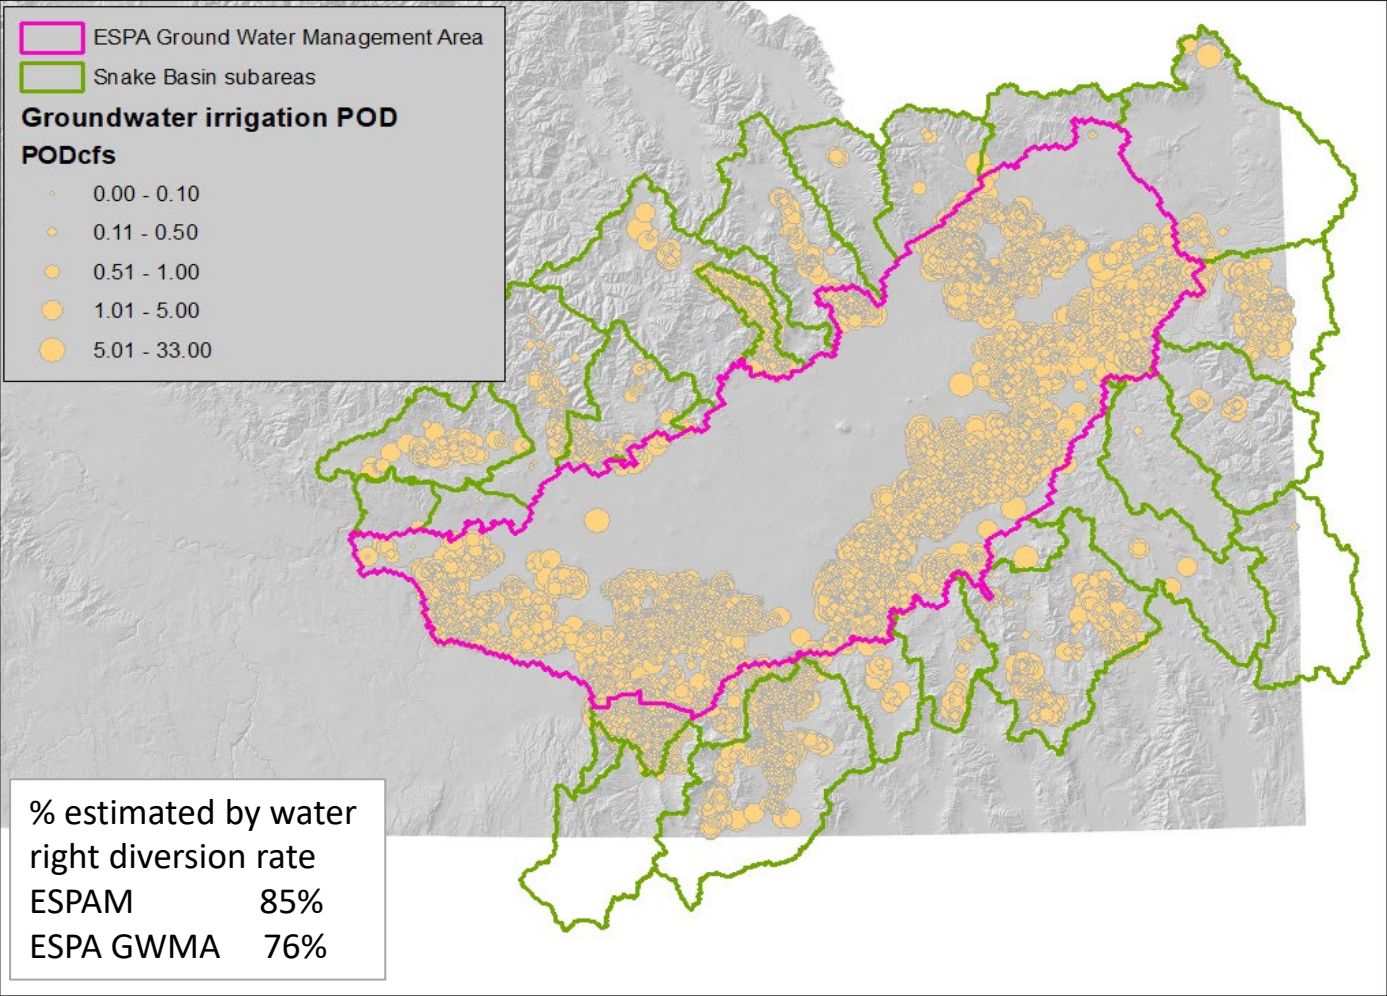 ESPA Ground Water Management Area
Snake Basin subareas
Groundwater irrigation POD
PODcfs
0.00 - 0.10
0.11 - 0.50
0.51 - 1.00
1.01 - 5.00
5.01 - 33.00
% estimated by water
right diversion rate
ESPAM 85%
ESPA GWMA 76%